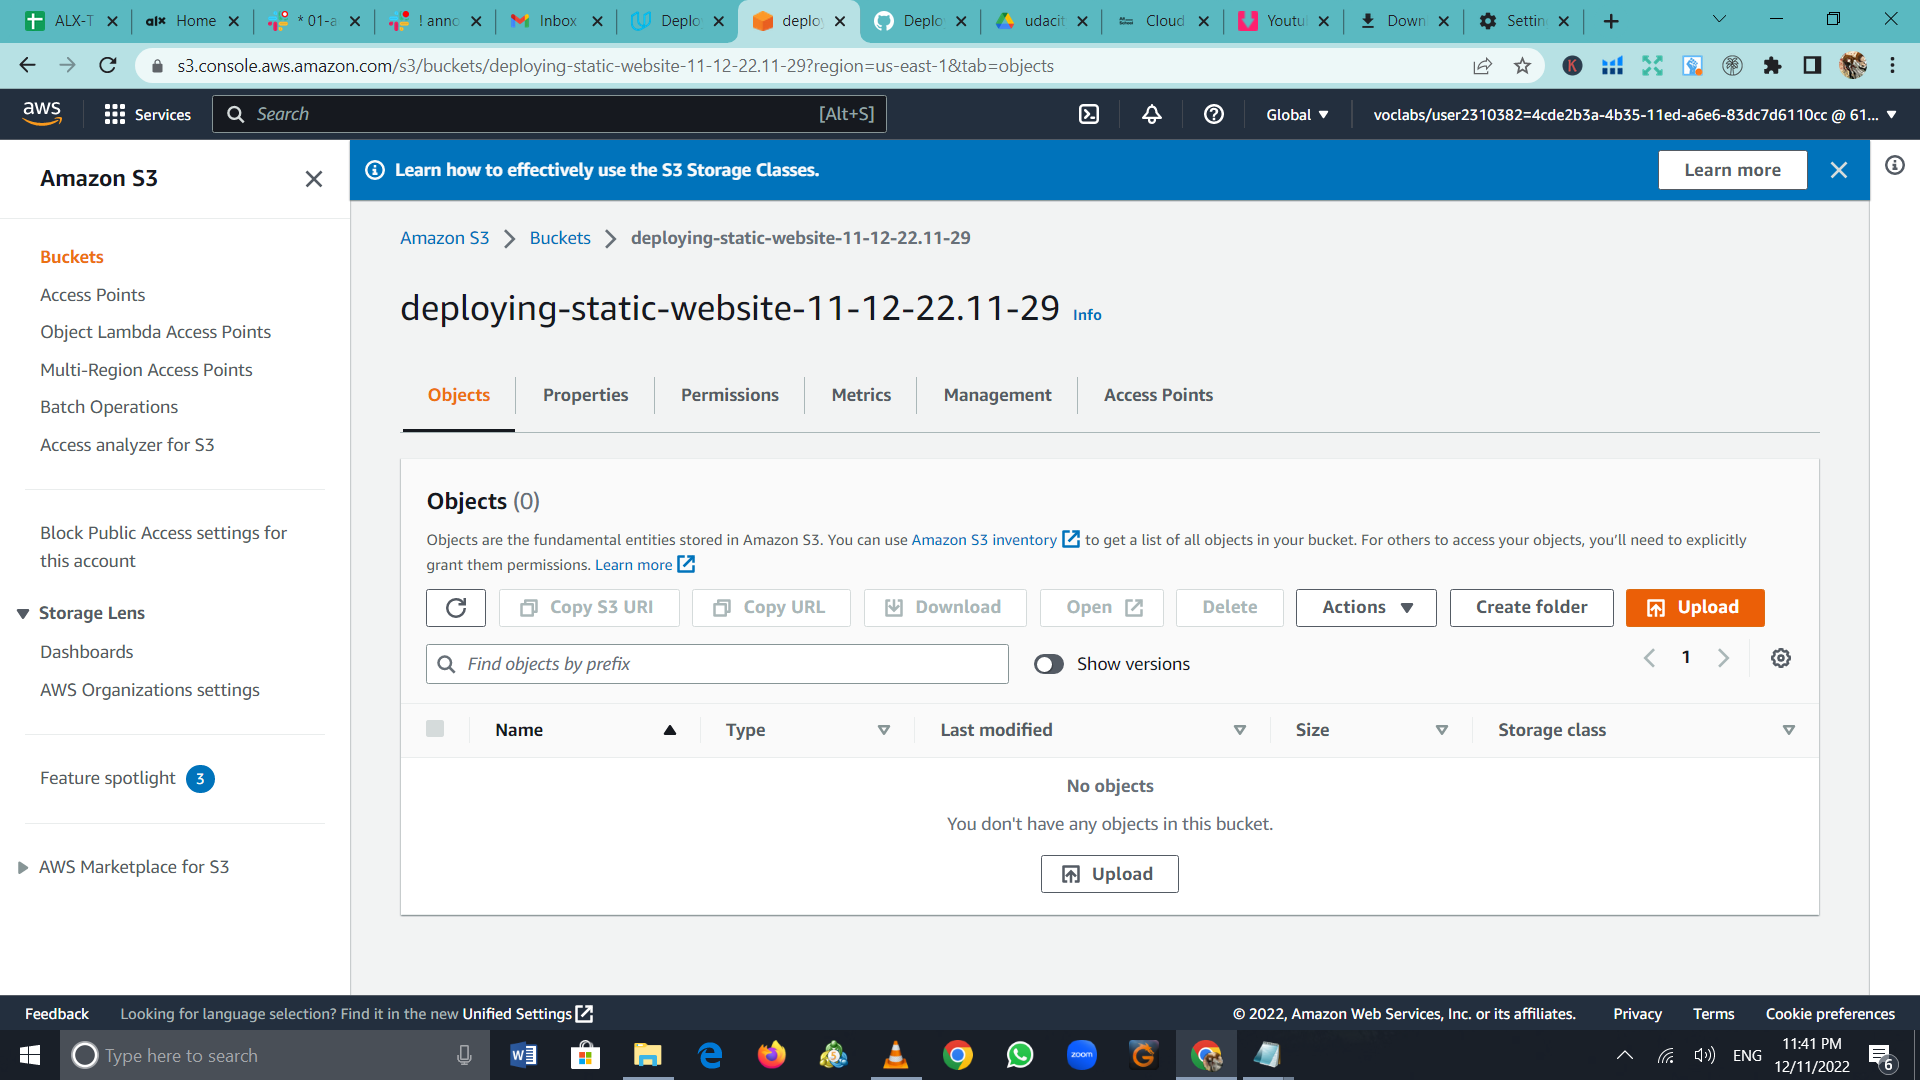 ALX-T
alx Home
* 01-a
! anno
Inbox
Deplo
deploy
Deplo
udacit
Cloud
Youtu
Down
Settin
s3.console.aws.amazon.com/s3/buckets/deploying-static-website-11-12-22.11-29?region=us-east-1&tab=objects
aws
Services
Search
[Alt+S]
Global
voclabs/user2310382=4cde2b3a-4b35-11ed-a6e6-83dc7d6110cc @ 61...
Amazon S3
Learn how to effectively use the S3 Storage Classes.
Learn more
Buckets
Access Points
Object Lambda Access Points
Multi-Region Access Points
Batch Operations
Access analyzer for S3
Block Public Access settings for
this account
Storage Lens
Dashboards
AWS Organizations settings
Feature spotlight 3
AWS Marketplace for S3
Amazon S3 > Buckets > deploying-static-website-11-12-22.11-29
deploying-static-website-11-12-22.11-29 Info
Objects
Properties
Permissions
Metrics
Management
Access Points
Objects (0)
Objects are the fundamental entities stored in Amazon S3. You can use Amazon S3 inventory to get a list of all objects in your bucket. For others to access your objects, you'll need to explicitly
grant them permissions. Learn more
Copy S3 URI
Copy URL
Download
Open
Delete
Actions
Create folder
Upload
Find objects by prefix
Show versions
1
Name
Type
Last modified
Size
Storage class
No objects
You don't have any objects in this bucket.
Upload
Feedback
Looking for language selection? Find it in the new Unified Settings
© 2022, Amazon Web Services, Inc. or its affiliates.
Privacy
Terms
Cookie preferences
Type here to search
zoom
ENG
11:41 PM
12/11/2022
6